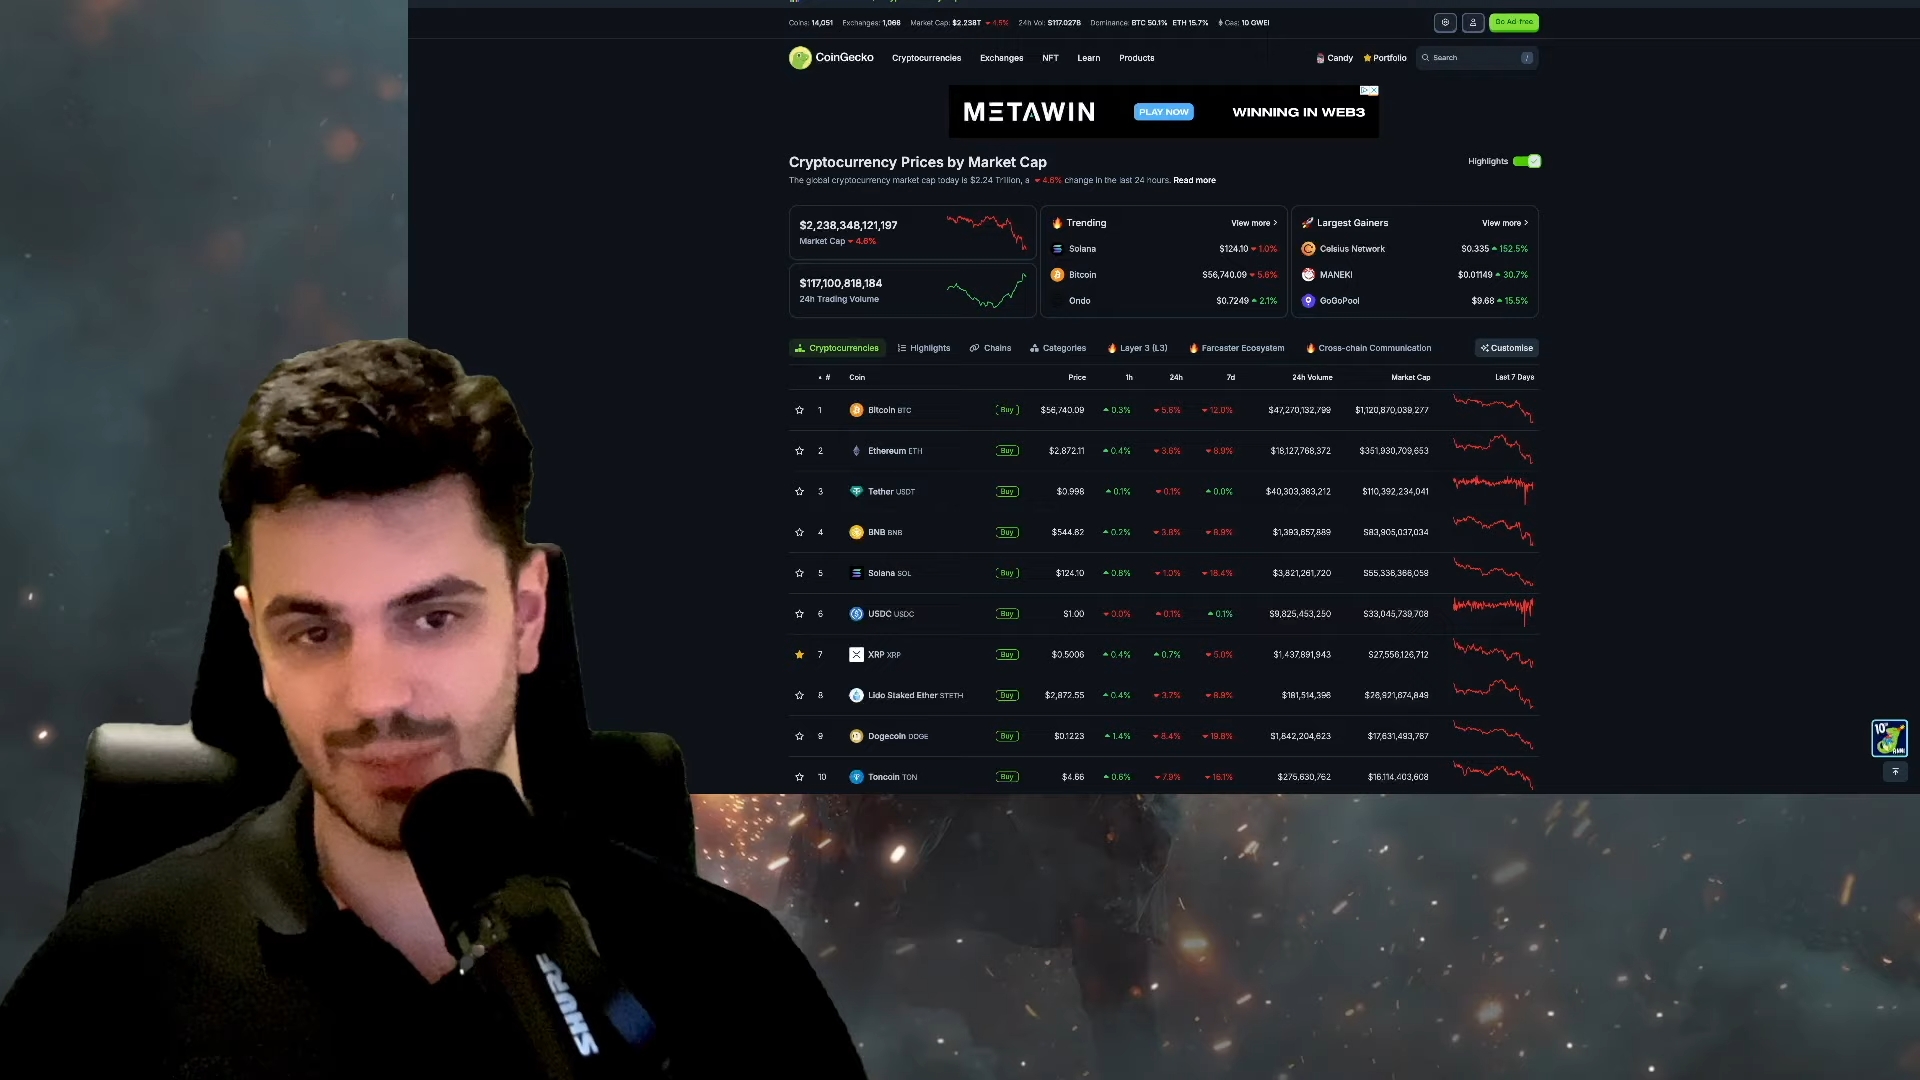 Coins: 14,051 Exchanges: 1,066 Market Cap: $2.238T 4.5% 24h Vol: $117.027B Dominance: BTC 50.1% ETH 15.7% Gas: 10 GWEI
Go Ad-free
CoinGecko Cryptocurrencies Exchanges NFT Learn Products Candy Portfolio Search /
METAWIN PLAY NOW WINNING IN WEB3
Cryptocurrency Prices by Market Cap Highlights
The global cryptocurrency market cap today is $2.24 Trillion, a 4.6% change in the last 24 hours. Read more
$2,238,348,121,197
Market Cap 4.6%
$117,100,818,184
24h Trading Volume
Trending View more >
Solana $124.10 1.0%
Bitcoin $56,740.09 5.6%
Ondo $0.7249 2.1%
Largest Gainers View more >
Celsius Network $0.335 152.5%
MANEKI $0.01149 30.7%
GoGoPool $9.68 15.5%
Cryptocurrencies Highlights Chains Categories Layer 3 (L3) Farcaster Ecosystem Cross-chain Communication Customise
# Coin Price 1h 24h 7d 24h Volume Market Cap Last 7 Days
1 Bitcoin BTC Buy $56,740.09 0.3% 5.6% 12.0% $47,270,132,799 $1,120,870,039,277
2 Ethereum ETH Buy $2,872.11 0.4% 3.6% 8.9% $18,127,768,372 $351,930,709,653
3 Tether USDT Buy $0.998 0.1% 0.1% 0.0% $40,303,383,212 $110,392,234,041
4 BNB BNB Buy $544.62 0.2% 3.8% 8.9% $1,393,657,889 $83,905,037,034
5 Solana SOL Buy $124.10 0.8% 1.0% 18.4% $3,821,261,720 $55,336,366,059
6 USDC USDC Buy $1.00 0.0% 0.1% 0.1% $9,825,453,250 $33,045,739,708
7 XRP XRP Buy $0.5006 0.4% 0.7% 5.0% $1,437,891,943 $27,556,126,712
8 Lido Staked Ether STETH Buy $2,872.55 0.4% 3.7% 8.9% $181,514,396 $26,921,674,849
9 Dogecoin DOGE Buy $0.1223 1.4% 8.4% 19.8% $1,842,204,623 $17,631,493,767
10 Toncoin TON Buy $4.66 0.6% 7.9% 16.1% $275,630,762 $16,114,403,608
SHURE